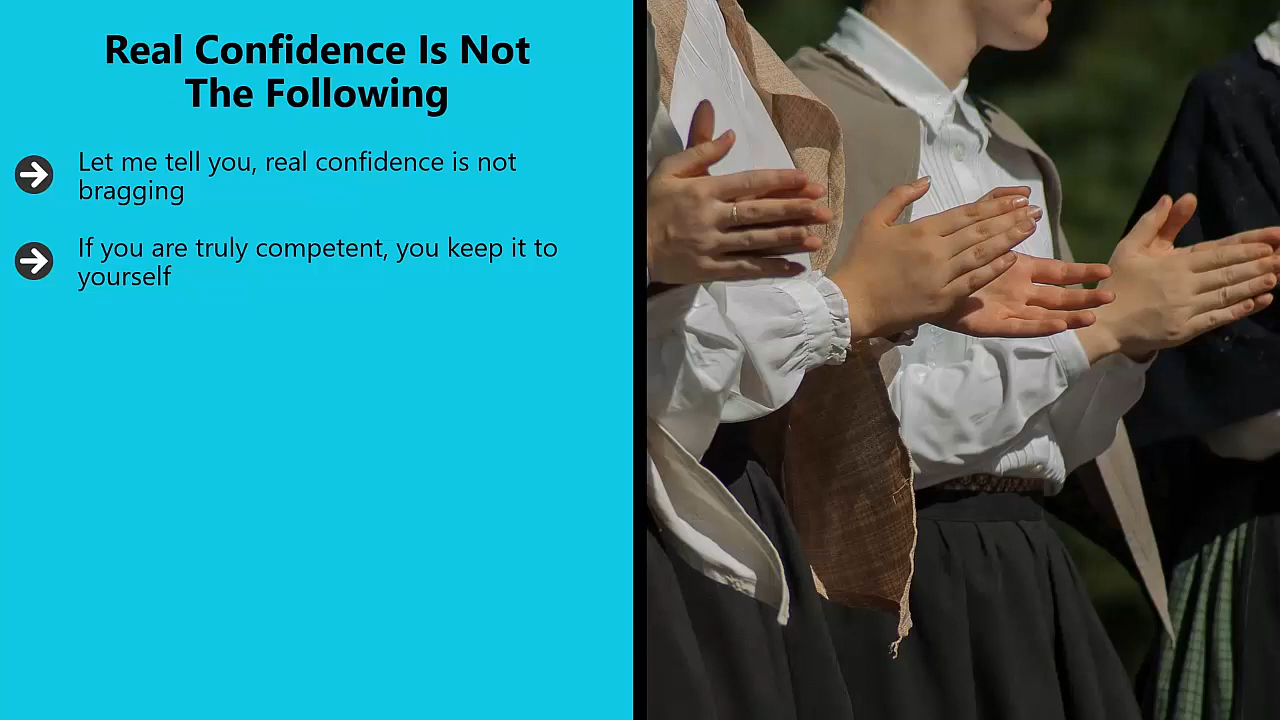 Real Confidence Is Not
The Following
Let me tell you, real confidence is not
bragging
If you are truly competent, you keep it to
yourself